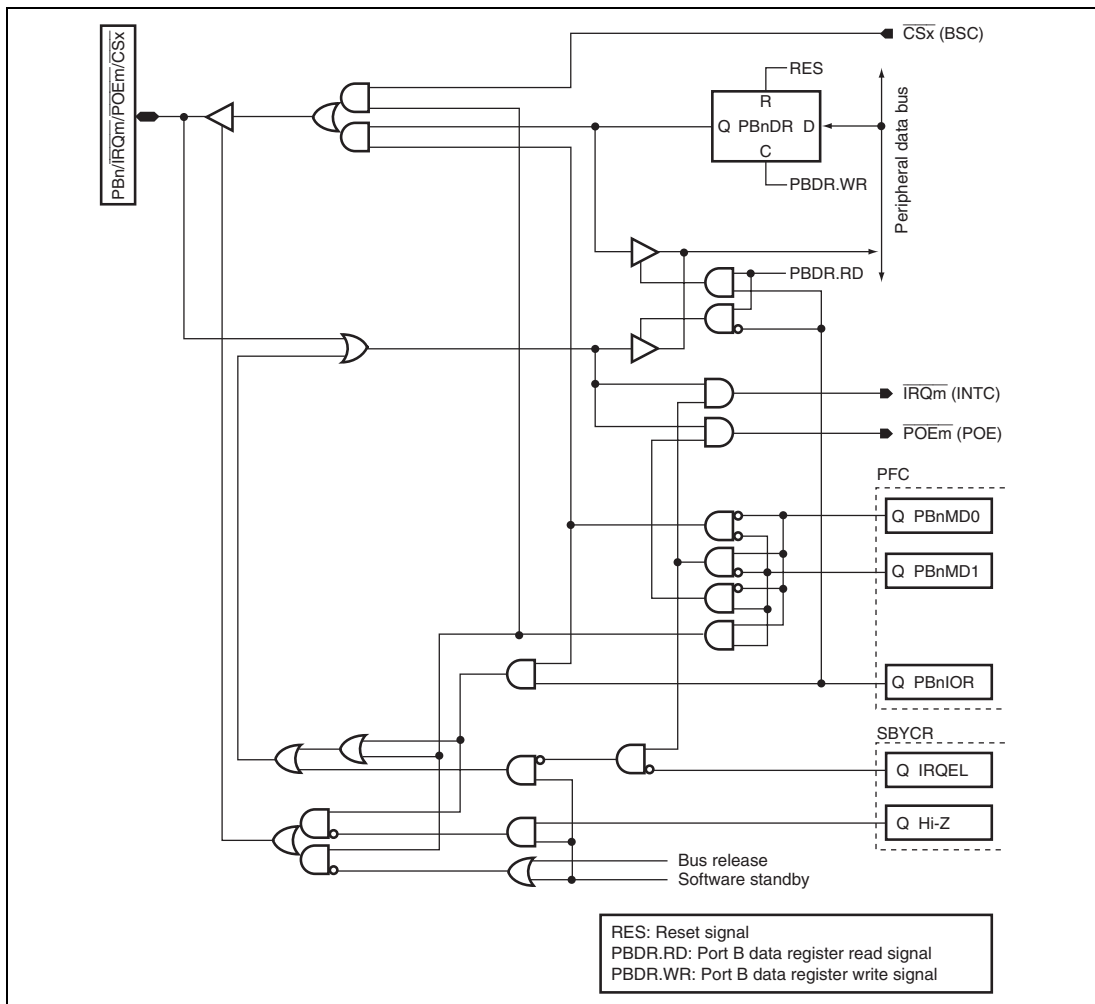 PBn/IRQm/POEm/CSx
CSx (BSC)
RES
R
Q PBnDR D
C
PBDR.WR
Peripheral data bus
PBDR.RD
IRQm (INTC)
POEm (POE)
PFC
Q PBnMD0
Q PBnMD1
Q PBnIOR
SBYCR
Q IRQEL
Q Hi-Z
Bus release
Software standby
RES: Reset signal
PBDR.RD: Port B data register read signal
PBDR.WR: Port B data register write signal